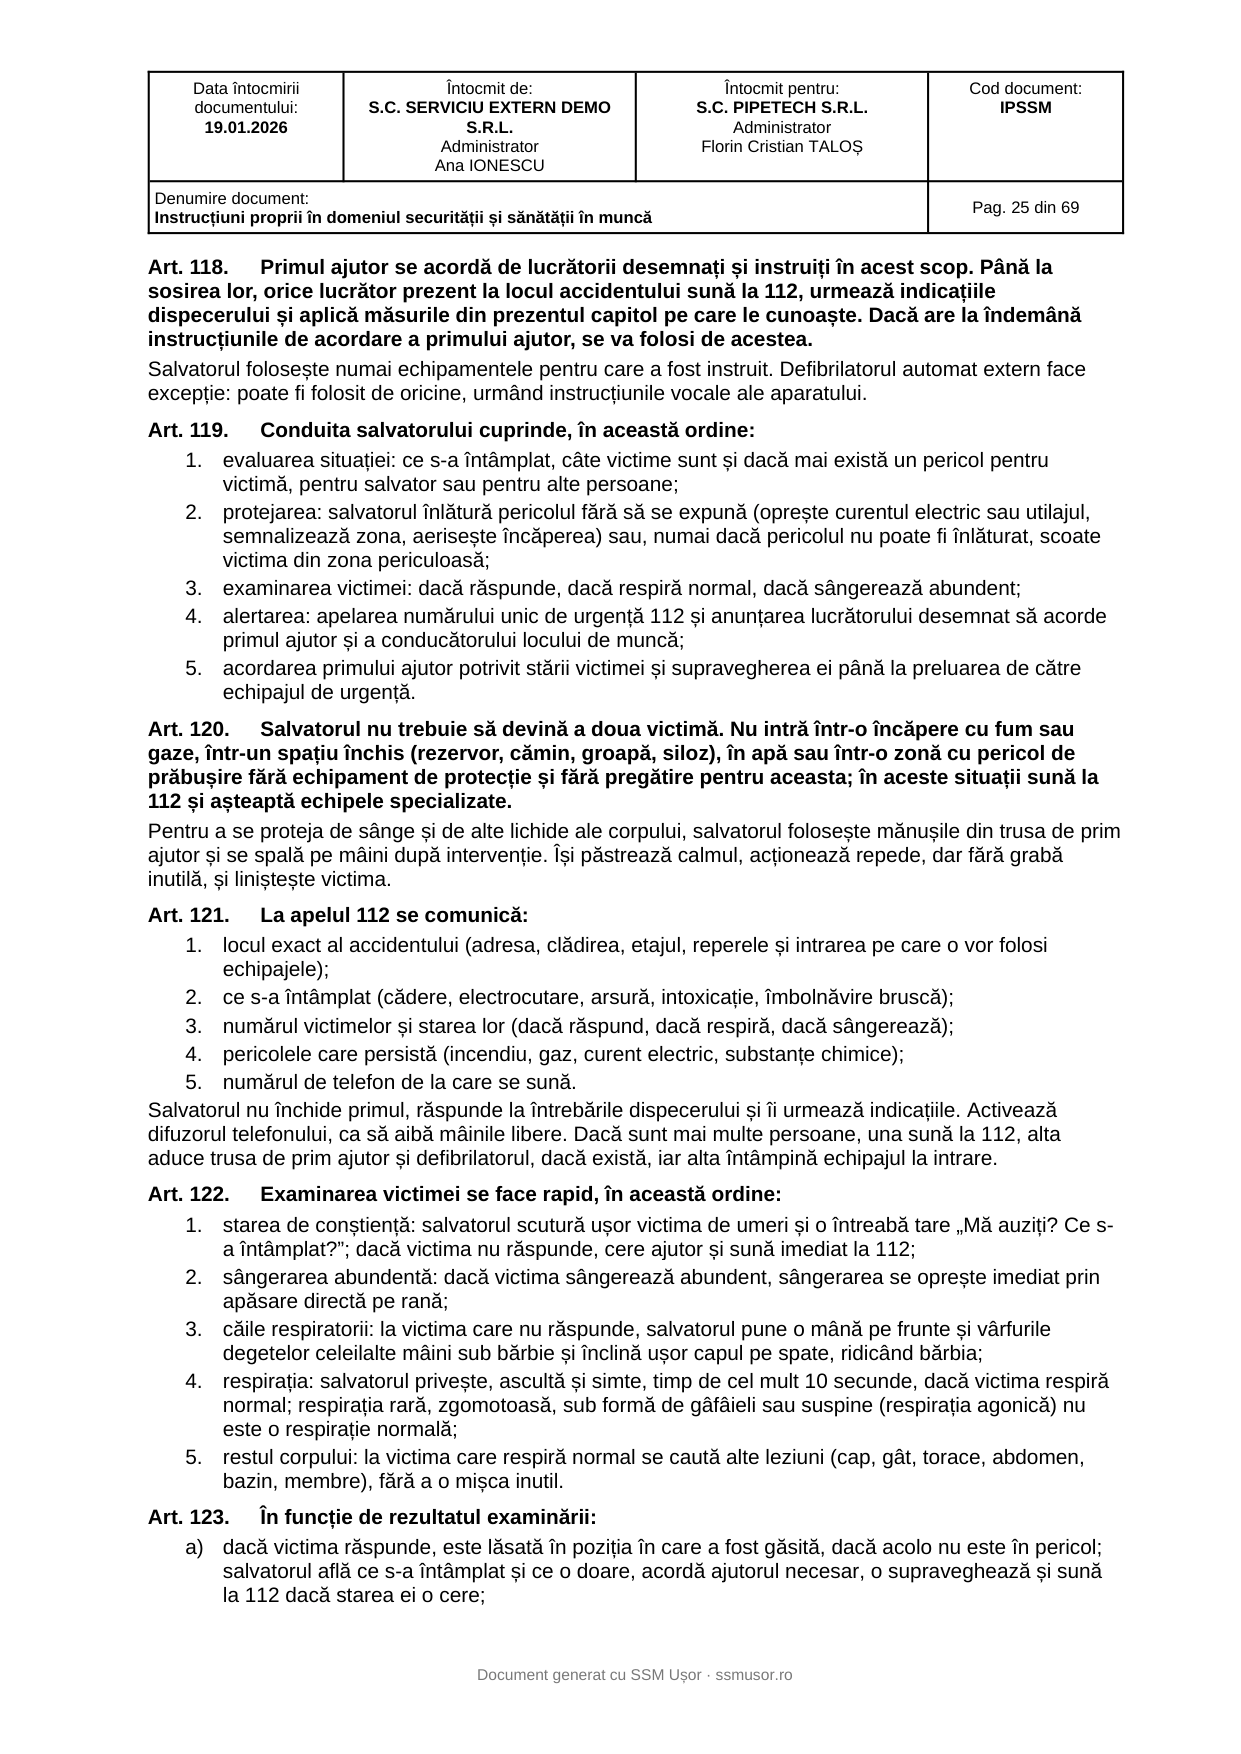 Data întocmirii
documentului:
19.01.2026
Întocmit de:
S.C. SERVICIU EXTERN DEMO
S.R.L.
Administrator
Ana IONESCU
Întocmit pentru:
S.C. PIPETECH S.R.L.
Administrator
Florin Cristian TALOȘ
Cod document:
IPSSM
Denumire document:
Instrucțiuni proprii în domeniul securității și sănătății în muncă
Pag. 25 din 69
Art. 118. Primul ajutor se acordă de lucrătorii desemnați și instruiți în acest scop. Până la
sosirea lor, orice lucrător prezent la locul accidentului sună la 112, urmează indicațiile
dispecerului și aplică măsurile din prezentul capitol pe care le cunoaște. Dacă are la îndemână
instrucțiunile de acordare a primului ajutor, se va folosi de acestea.
Salvatorul folosește numai echipamentele pentru care a fost instruit. Defibrilatorul automat extern face
excepție: poate fi folosit de oricine, urmând instrucțiunile vocale ale aparatului.
Art. 119. Conduita salvatorului cuprinde, în această ordine:
1. evaluarea situației: ce s-a întâmplat, câte victime sunt și dacă mai există un pericol pentru
victimă, pentru salvator sau pentru alte persoane;
2. protejarea: salvatorul înlătură pericolul fără să se expună (oprește curentul electric sau utilajul,
semnalizează zona, aerisește încăperea) sau, numai dacă pericolul nu poate fi înlăturat, scoate
victima din zona periculoasă;
3. examinarea victimei: dacă răspunde, dacă respiră normal, dacă sângerează abundent;
4. alertarea: apelarea numărului unic de urgență 112 și anunțarea lucrătorului desemnat să acorde
primul ajutor și a conducătorului locului de muncă;
5. acordarea primului ajutor potrivit stării victimei și supravegherea ei până la preluarea de către
echipajul de urgență.
Art. 120. Salvatorul nu trebuie să devină a doua victimă. Nu intră într-o încăpere cu fum sau
gaze, într-un spațiu închis (rezervor, cămin, groapă, siloz), în apă sau într-o zonă cu pericol de
prăbușire fără echipament de protecție și fără pregătire pentru aceasta; în aceste situații sună la
112 și așteaptă echipele specializate.
Pentru a se proteja de sânge și de alte lichide ale corpului, salvatorul folosește mănușile din trusa de prim
ajutor și se spală pe mâini după intervenție. Își păstrează calmul, acționează repede, dar fără grabă
inutilă, și liniștește victima.
Art. 121. La apelul 112 se comunică:
1. locul exact al accidentului (adresa, clădirea, etajul, reperele și intrarea pe care o vor folosi
echipajele);
2. ce s-a întâmplat (cădere, electrocutare, arsură, intoxicație, îmbolnăvire bruscă);
3. numărul victimelor și starea lor (dacă răspund, dacă respiră, dacă sângerează);
4. pericolele care persistă (incendiu, gaz, curent electric, substanțe chimice);
5. numărul de telefon de la care se sună.
Salvatorul nu închide primul, răspunde la întrebările dispecerului și îi urmează indicațiile. Activează
difuzorul telefonului, ca să aibă mâinile libere. Dacă sunt mai multe persoane, una sună la 112, alta
aduce trusa de prim ajutor și defibrilatorul, dacă există, iar alta întâmpină echipajul la intrare.
Art. 122. Examinarea victimei se face rapid, în această ordine:
1. starea de conștiență: salvatorul scutură ușor victima de umeri și o întreabă tare „Mă auziți? Ce s-
a întâmplat?”; dacă victima nu răspunde, cere ajutor și sună imediat la 112;
2. sângerarea abundentă: dacă victima sângerează abundent, sângerarea se oprește imediat prin
apăsare directă pe rană;
3. căile respiratorii: la victima care nu răspunde, salvatorul pune o mână pe frunte și vârfurile
degetelor celeilalte mâini sub bărbie și înclină ușor capul pe spate, ridicând bărbia;
4. respirația: salvatorul privește, ascultă și simte, timp de cel mult 10 secunde, dacă victima respiră
normal; respirația rară, zgomotoasă, sub formă de gâfâieli sau suspine (respirația agonică) nu
este o respirație normală;
5. restul corpului: la victima care respiră normal se caută alte leziuni (cap, gât, torace, abdomen,
bazin, membre), fără a o mișca inutil.
Art. 123. În funcție de rezultatul examinării:
a) dacă victima răspunde, este lăsată în poziția în care a fost găsită, dacă acolo nu este în pericol;
salvatorul află ce s-a întâmplat și ce o doare, acordă ajutorul necesar, o supraveghează și sună
la 112 dacă starea ei o cere;
Document generat cu SSM Ușor · ssmusor.ro